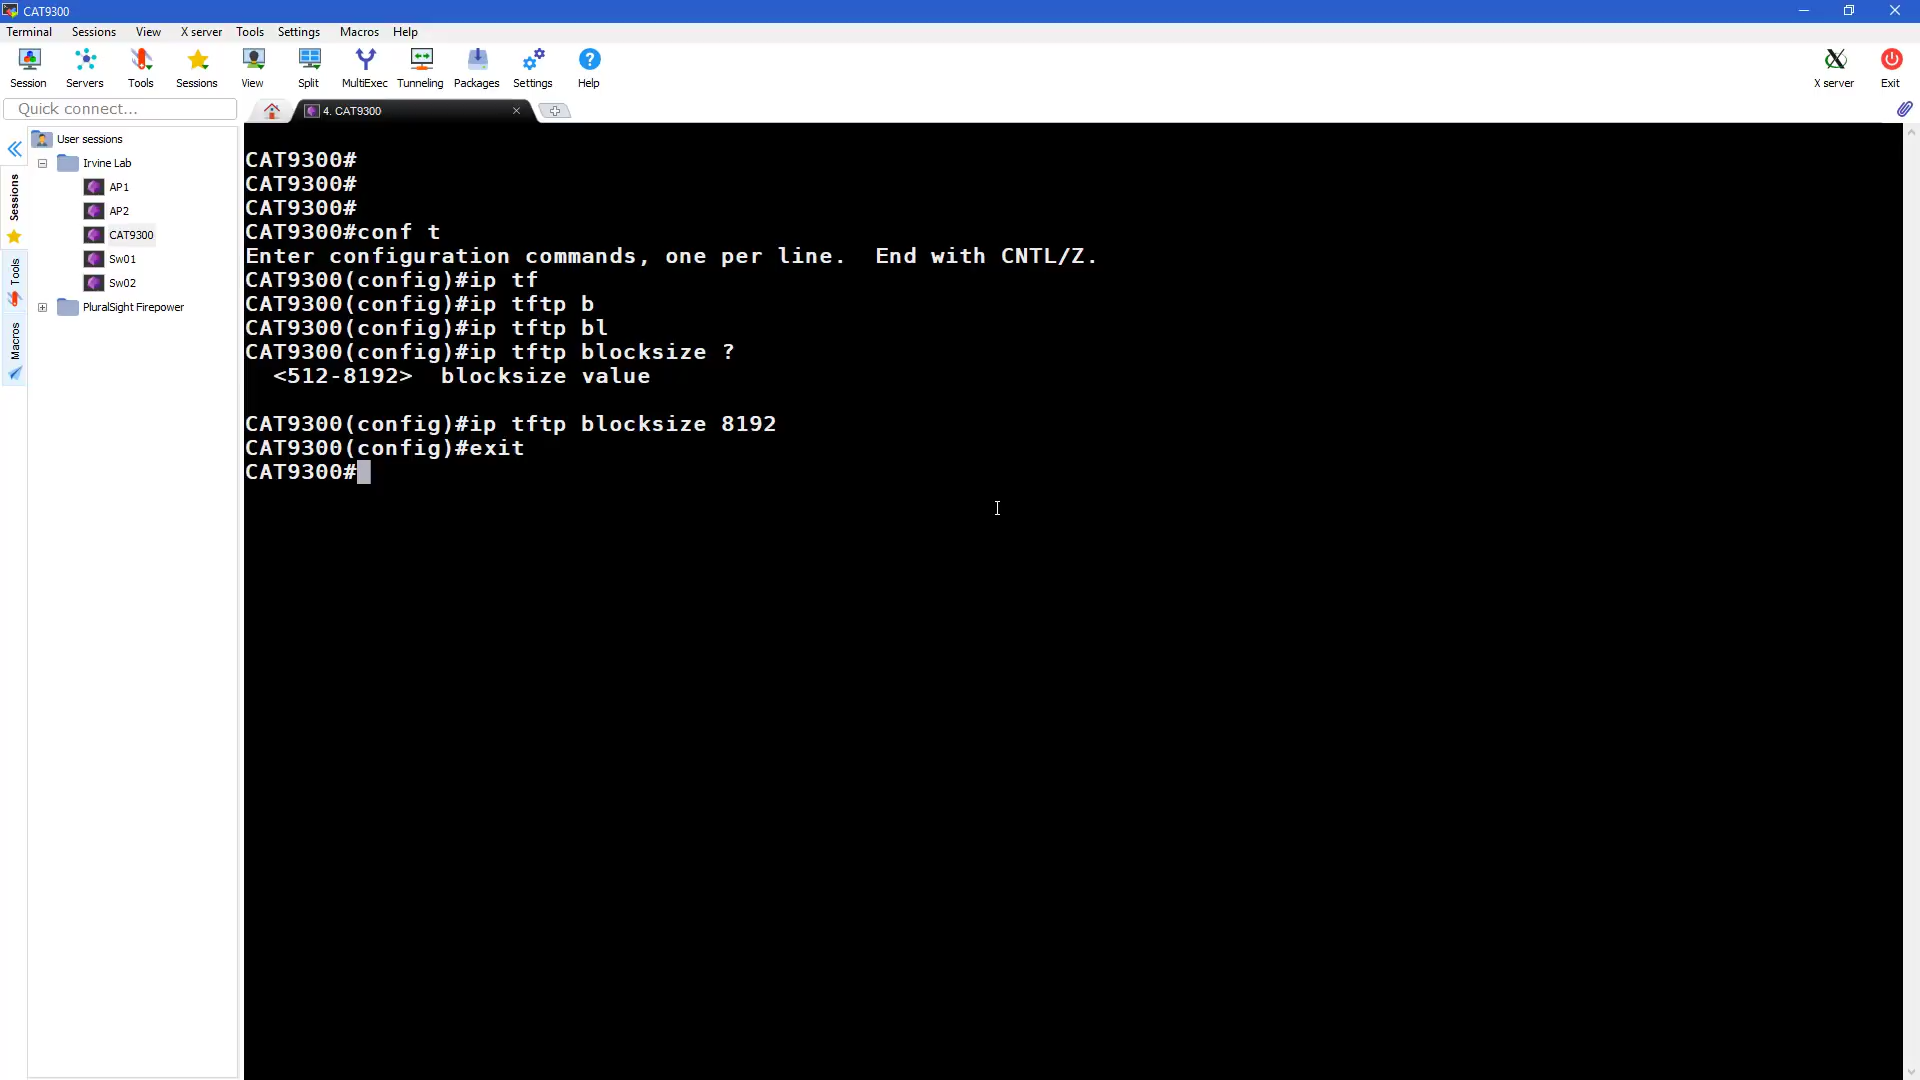 CAT9300
Terminal Sessions View X server Tools Settings Macros Help
Session Servers Tools Sessions View Split MultiExec Tunneling Packages Settings Help X server Exit
Quick connect...
4. CAT9300
User sessions
Irvine Lab
AP1
AP2
CAT9300
Sw01
Sw02
PluralSight Firepower
Sessions
Tools
Macros
CAT9300#
CAT9300#
CAT9300#
CAT9300#conf t
Enter configuration commands, one per line.  End with CNTL/Z.
CAT9300(config)#ip tf
CAT9300(config)#ip tftp b
CAT9300(config)#ip tftp bl
CAT9300(config)#ip tftp blocksize ?
  <512-8192>  blocksize value
CAT9300(config)#ip tftp blocksize 8192
CAT9300(config)#exit
CAT9300#